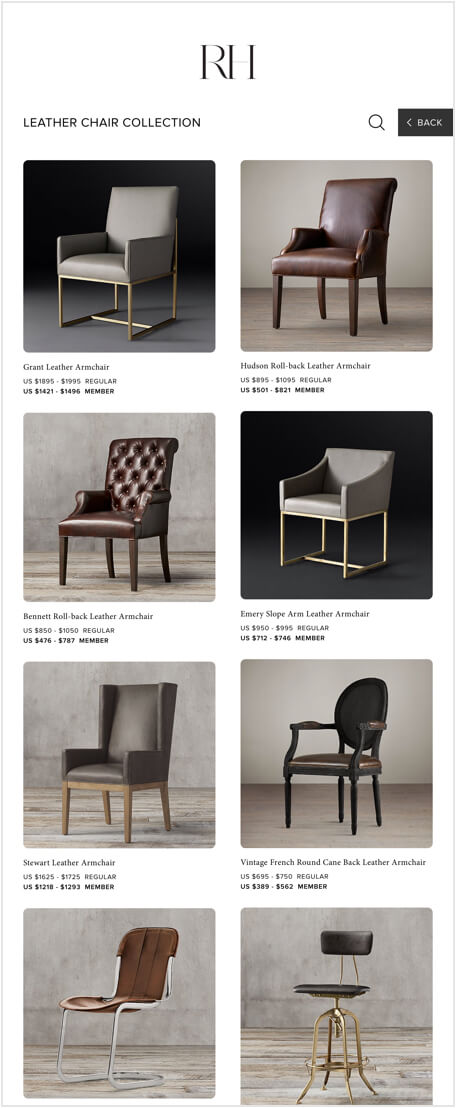 RH
LEATHER CHAIR COLLECTION
BACK
Grant Leather Armchair
US $1895 - $1995 REGULAR
US $1421 - $1496 MEMBER
Hudson Roll-back Leather Armchair
US $895 - $1095 REGULAR
US $501 - $821 MEMBER
Bennett Roll-back Leather Armchair
US $850 - $1050 REGULAR
US $476 - $787 MEMBER
Emery Slope Arm Leather Armchair
US $950 - $995 REGULAR
US $712 - $746 MEMBER
Stewart Leather Armchair
US $1625 - $1725 REGULAR
US $1218 - $1293 MEMBER
Vintage French Round Cane Back Leather Armchair
US $695 - $750 REGULAR
US $389 - $562 MEMBER